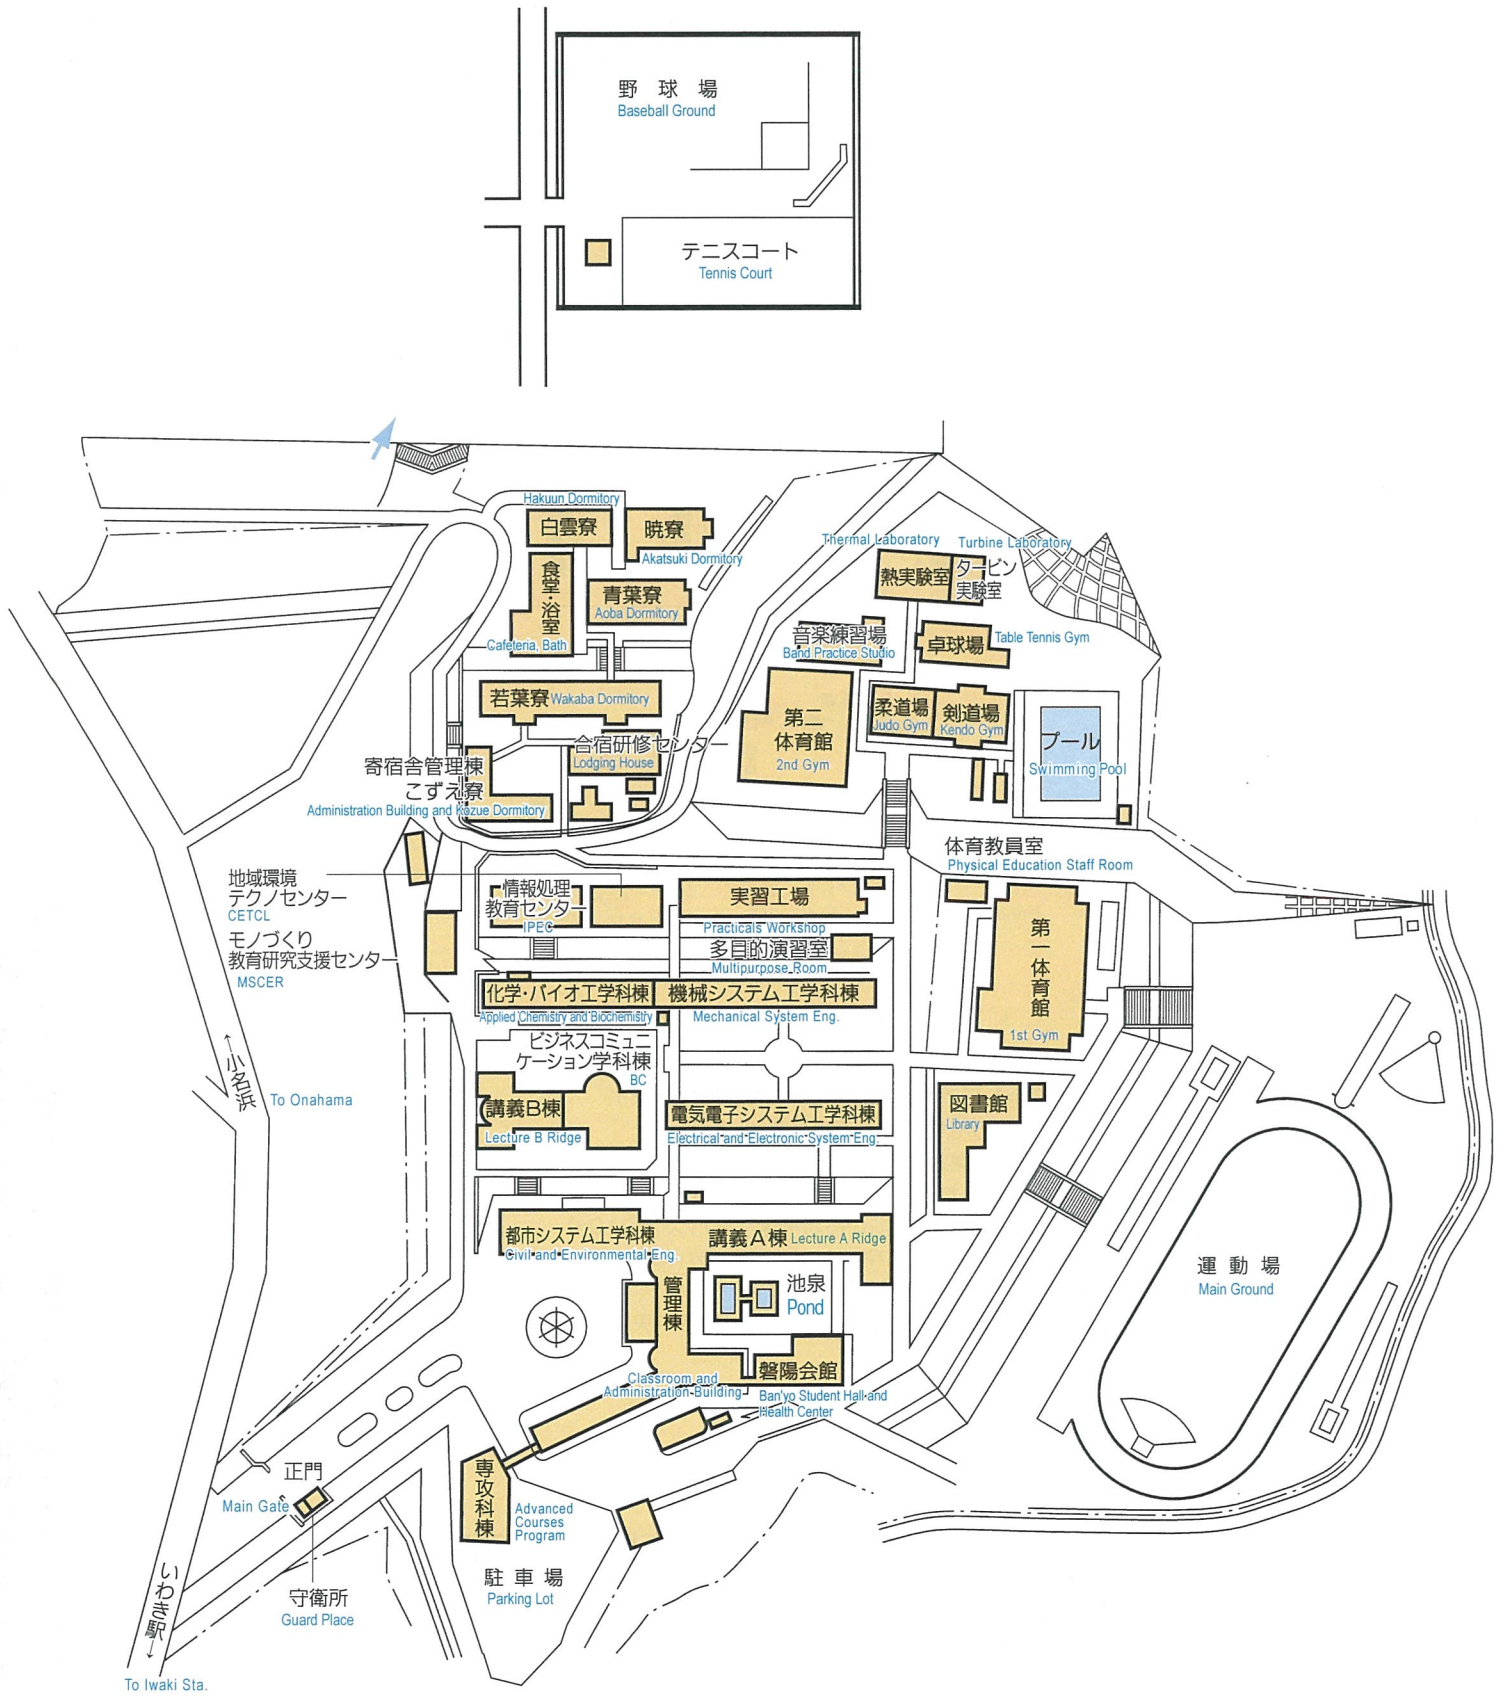 野球場
Baseball Ground
テニスコート
Tennis Court
Hakuun Dormitory
白雲寮
暁寮
Akatsuki Dormitory
食堂・浴室
Cafeteria, Bath
青葉寮
Aoba Dormitory
若葉寮 Wakaba Dormitory
合宿研修センター
Lodging House
寄宿舎管理棟
こずえ寮
Administration Building and Kozue Dormitory
Thermal Laboratory
Turbine Laboratory
熱実験室
タービン
実験室
音楽練習場
Band Practice Studio
卓球場
Table Tennis Gym
第二
体育館
2nd Gym
柔道場
Judo Gym
剣道場
Kendo Gym
プール
Swimming Pool
体育教員室
Physical Education Staff Room
地域環境
テクノセンター
CETCL
モノづくり
教育研究支援センター
MSCER
情報処理
教育センター
IPEC
実習工場
Practicals Workshop
多目的演習室
Multipurpose Room
第一体育館
1st Gym
化学・バイオ工学科棟
Applied Chemistry and Biochemistry
機械システム工学科棟
Mechanical System Eng.
ビジネスコミュニ
ケーション学科棟
BC
講義B棟
Lecture B Ridge
電気電子システム工学科棟
Electrical and Electronic System Eng.
図書館
Library
←小名浜
To Onahama
都市システム工学科棟
Civil and Environmental Eng.
講義A棟 Lecture A Ridge
管理棟
池泉
Pond
運動場
Main Ground
磐陽会館
Classroom and
Administration Building
Ban'yo Student Hall and
Health Center
専攻科棟
Advanced
Courses
Program
正門
Main Gate
守衛所
Guard Place
駐車場
Parking Lot
いわき駅→
To Iwaki Sta.